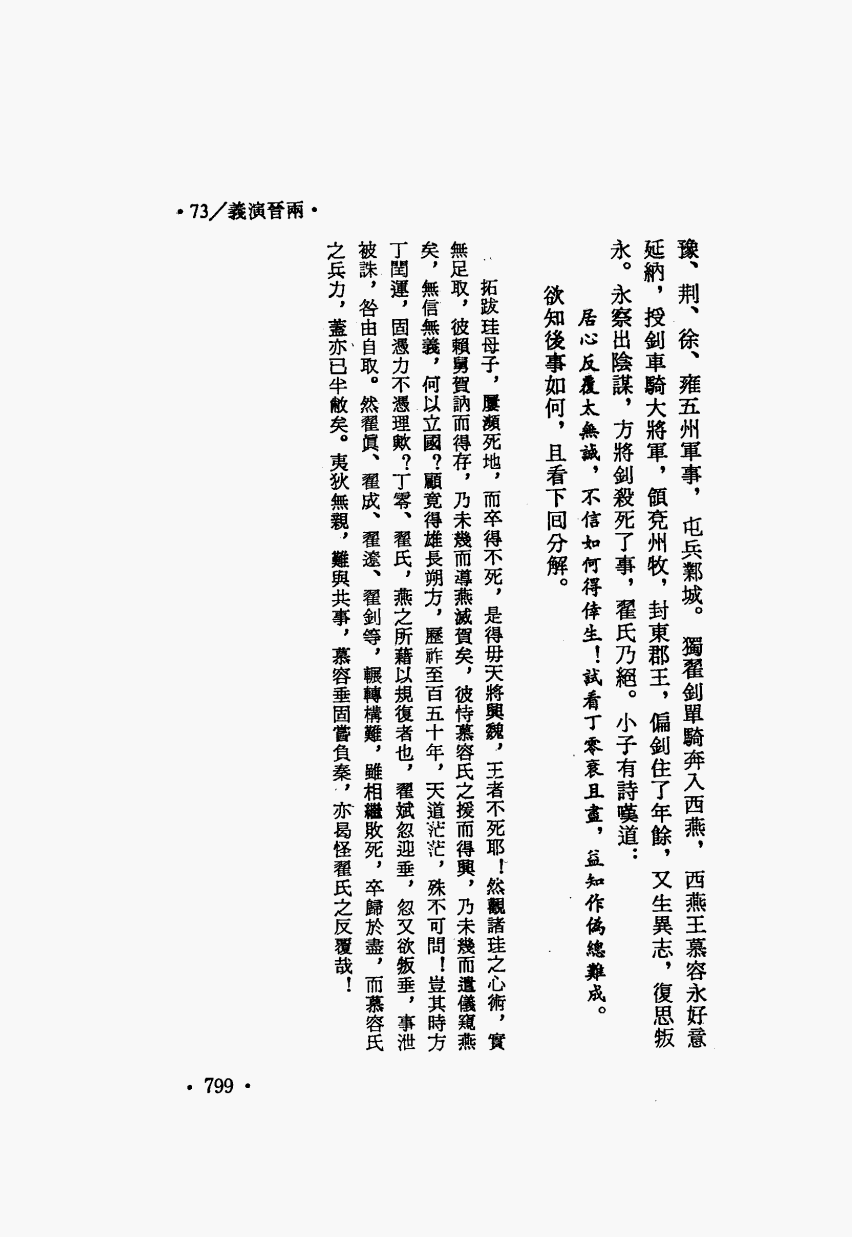 •73/義演晉兩•
豫、荆、徐、雍五州軍事，屯兵鄴城。獨翟釗單騎奔入西燕，西燕王慕容永好意
延納，授釗車騎大將軍，領兗州牧，封東郡王，偏釗住了年餘，又生異志，復思叛
永。永察出陰謀，方將釗殺死了事，翟氏乃絕。小子有詩嘆道：
居心反覆太無誠，不信如何得倖生！試看丁零衰且盡，益知作僞總難成。
欲知後事如何，且看下回分解。
拓跋珪母子，屢瀕死地，而卒得不死，是得毋天將興魏，王者不死耶！然觀諸珪之心術，實
無足取，彼賴舅賀訥而得存，乃未幾而導燕滅賀矣，彼恃慕容氏之援而得興，乃未幾而遣儀窺燕
矣，無信無義，何以立國？顧竟得雄長朔方，歷祚至百五十年，天道茫茫，殊不可問！豈其時方
丁閏運，固憑力不憑理歟？丁零、翟氏，燕之所藉以規復者也，翟斌忽迎垂，忽又欲叛垂，事泄
被誅，咎由自取。然翟眞、翟成、翟遼、翟釗等，輾轉構難，雖相繼敗死，卒歸於盡，而慕容氏
之兵力，蓋亦已半敝矣。夷狄無親，難與共事，慕容垂固嘗負秦，亦曷怪翟氏之反覆哉！
•799•